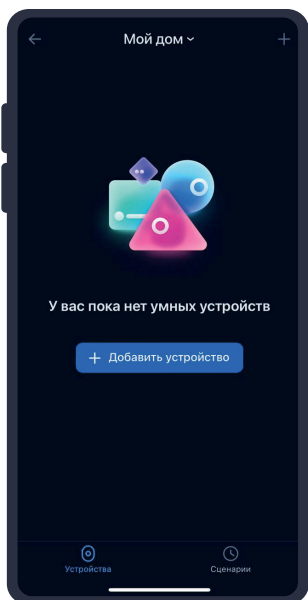 Мой дом
У вас пока нет умных устройств
Добавить устройство
Устройства
Сценарии